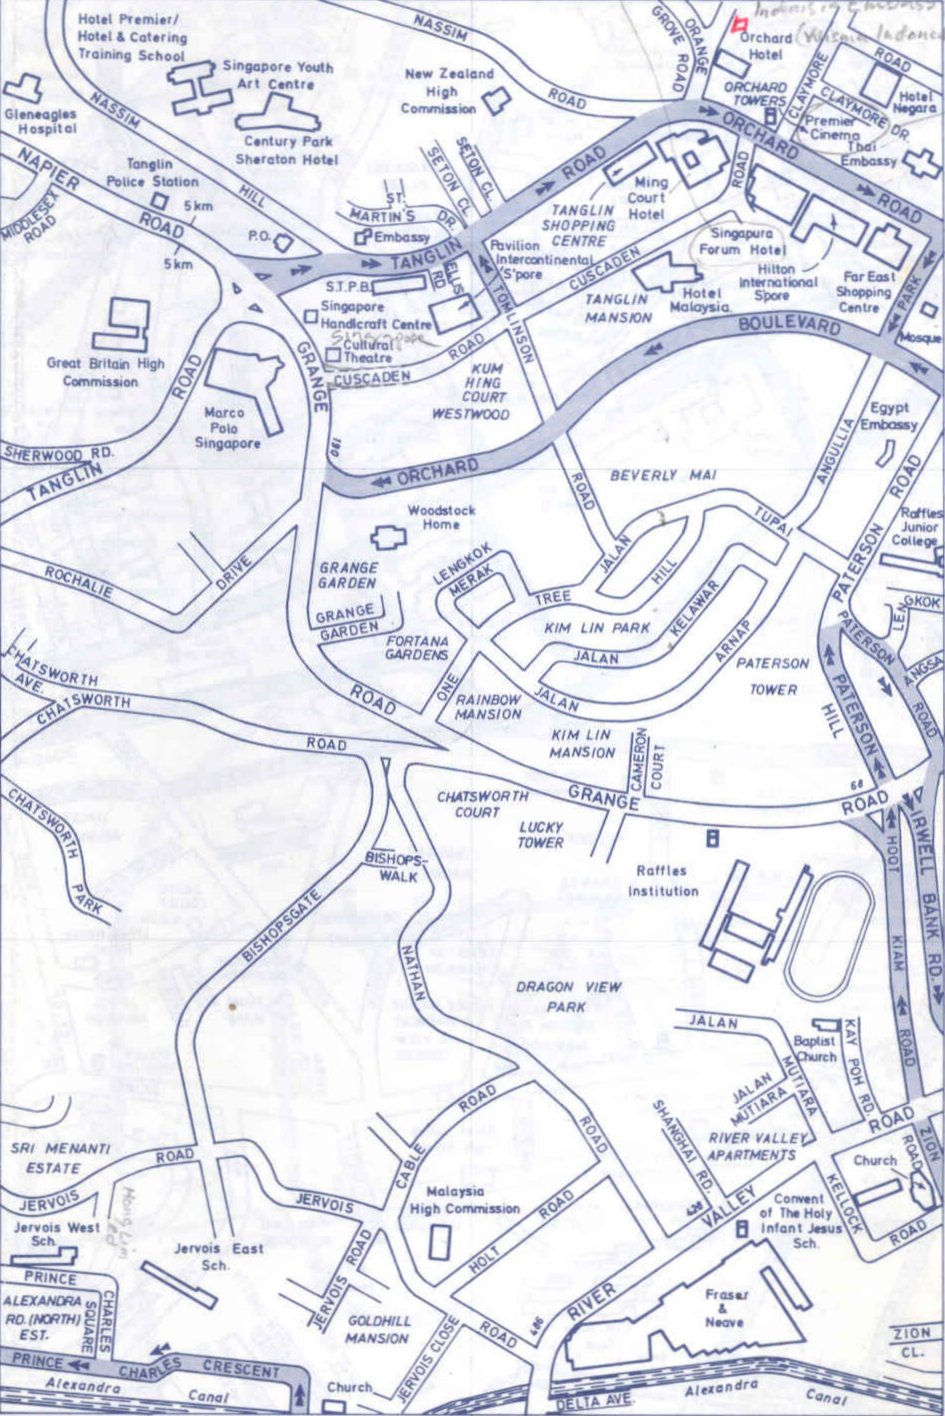 Hotel Premier/
Hotel & Catering
Training School
NASSIM
ROAD
GROVE ROAD
ORANGE
Orchard
Hotel
ROAD
Singapore Youth
Art Centre
New Zealand
High
Commission
ORCHARD
TOWERS
CLAYMORE
CLAYMORE DR.
Hotel
Negara
Gleneagles
Hospital
NASSIM
HILL
Century Park
Sheraton Hotel
ORCHARD
ROAD
Premier
Cinema
Thai
Embassy
NAPIER
ROAD
MIDDLESEX
ROAD
Tanglin
Police Station
5km
5km
P.O.
SETON CL.
SETON CL.
ST.
MARTIN'S
DR.
Embassy
TANGLIN
ROAD
Ming
Court
Hotel
ROAD
TANGLIN
SHOPPING
CENTRE
Pavilion
Intercontinental
S'pore
CUSCADEN
Singapura
Forum Hotel
Hilton
International
S'pore
Far East
Shopping
Centre
PARK
Mosque
S.T.P.B.
Singapore
Handicraft Centre
Cultural
Theatre
CUSCADEN
ROAD
TOMLINSON
ROAD
TANGLIN
MANSION
Hotel
Malaysia
BOULEVARD
Great Britain High
Commission
ROAD
Marco
Polo
Singapore
GRANGE
190
KUM
HING
COURT
WESTWOOD
Egypt
Embassy
SHERWOOD RD.
TANGLIN
ORCHARD
BEVERLY MAI
ANGULLIA
ROAD
Woodstock
Home
TUPAI
PATERSON
Raffles
Junior
College
ROCHALIE
DRIVE
GRANGE
GARDEN
GRANGE
GARDEN
LENGKOK
MERAK
TREE
JALAN
HILL
ONE
FORTANA
GARDENS
KIM LIN PARK
JALAN
KELAWAR
JALAN
ARNAP
PATERSON
TOWER
PATERSON
ROAD
LEN
GKOK
ANGSA
CHATSWORTH
AVE.
CHATSWORTH
ROAD
ROAD
RAINBOW
MANSION
KIM LIN
MANSION
CAMERON
COURT
PATERSON
HILL
CHATSWORTH
PARK
CHATSWORTH
COURT
GRANGE
ROAD
60
LUCKY
TOWER
BISHOPS-
WALK
Raffles
Institution
IRWELL
BANK
RD.
HOOT
KIAM
ROAD
BISHOPSGATE
NATHAN
ROAD
DRAGON VIEW
PARK
JALAN
MUTIARA
JALAN
MUTIARA
Baptist
Church
KAY POH RD.
ROAD
ZION
ROAD
SRI MENANTI
ESTATE
ROAD
JERVOIS
JERVOIS
CABLE
ROAD
SHANGHAI RD.
RIVER VALLEY
APARTMENTS
Church
KELLOCK
ROAD
Malaysia
High Commission
VALLEY
Convent
of The Holy
Infant Jesus
Sch.
Jervois West
Sch.
Jervois East
Sch.
JERVOIS ROAD
HOLT
ROAD
PRINCE
CHARLES
SQUARE
ALEXANDRA
RD. (NORTH)
EST.
GOLDHILL
MANSION
JERVOIS CLOSE
ROAD
RIVER
Fraser
&
Neave
ZION
CL.
PRINCE
CHARLES
CRESCENT
Alexandra
Canal
Church
DELTA AVE.
Alexandra
Canal